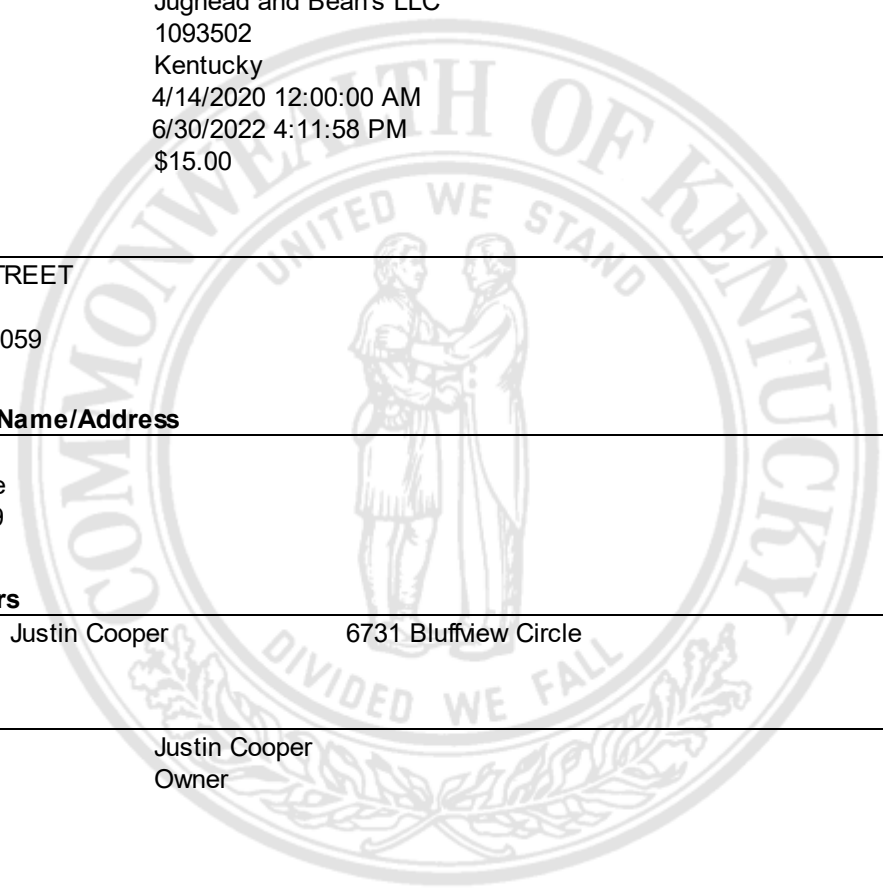 Jughead and Bean's LLC
1093502
Kentucky
4/14/2020 12:00:00 AM
6/30/2022 4:11:58 PM
$15.00
TREET
059
Name/Address
e
9
rs
Justin Cooper 6731 Bluffview Circle
Justin Cooper
Owner
COMMONWEALTH OF KENTUCKY
UNITED WE STAND
DIVIDED WE FALL